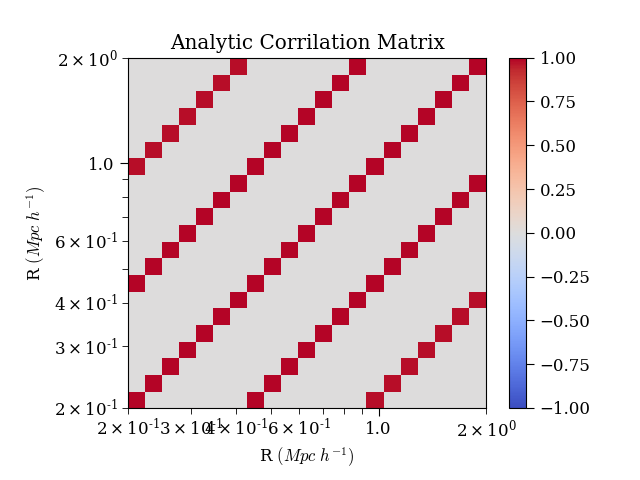 Analytic Corrilation Matrix
2 × 10⁰
1.0
6 × 10⁻¹
4 × 10⁻¹
3 × 10⁻¹
2 × 10⁻¹
R (Mpc h⁻¹)
2 × 10⁻¹ 3 × 10⁻¹ 4 × 10⁻¹ 6 × 10⁻¹ 1.0 2 × 10⁰
R (Mpc h⁻¹)
1.00
0.75
0.50
0.25
0.00
−0.25
−0.50
−0.75
−1.00